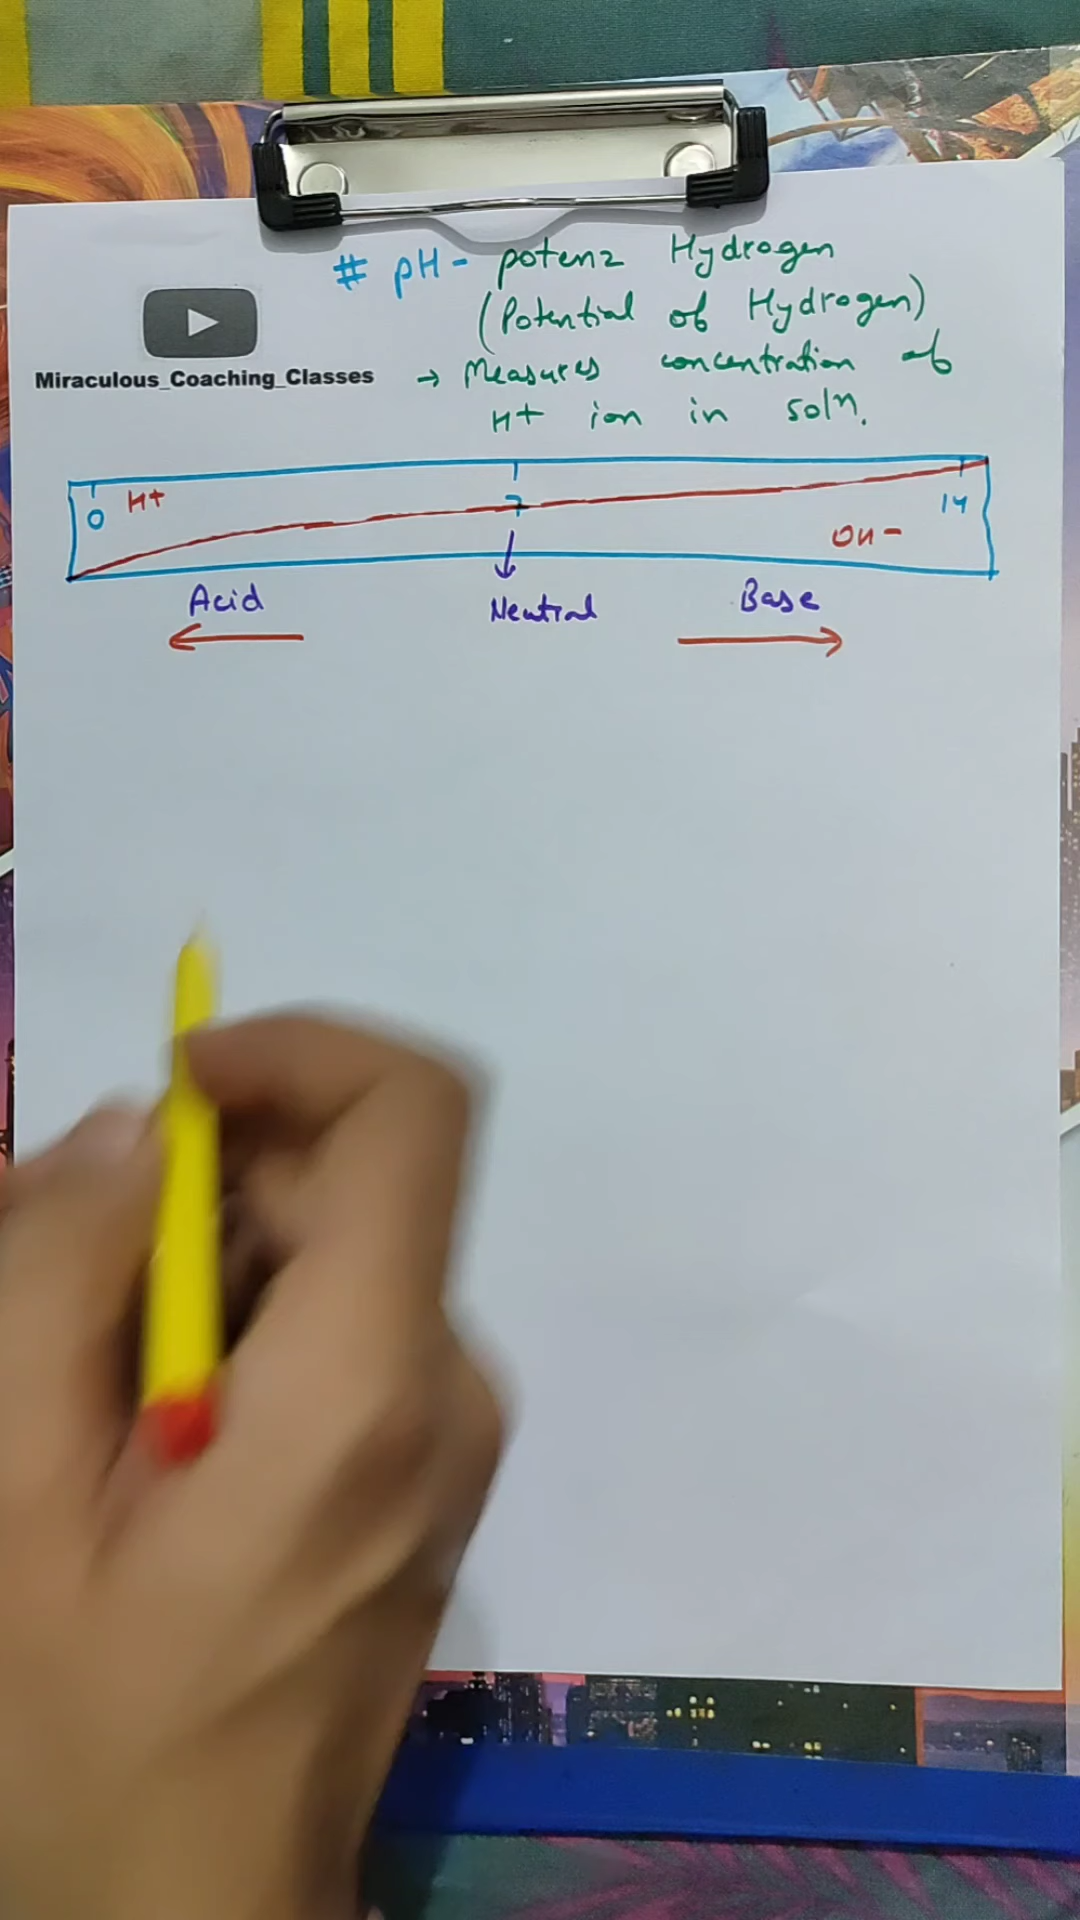 # pH - potenz Hydrogen
(Potential of Hydrogen)
Miraculous_Coaching_Classes
→ Measures concentration of
H+ ion in solⁿ.
0 H+ 7 14
OH-
Acid Neutral Base